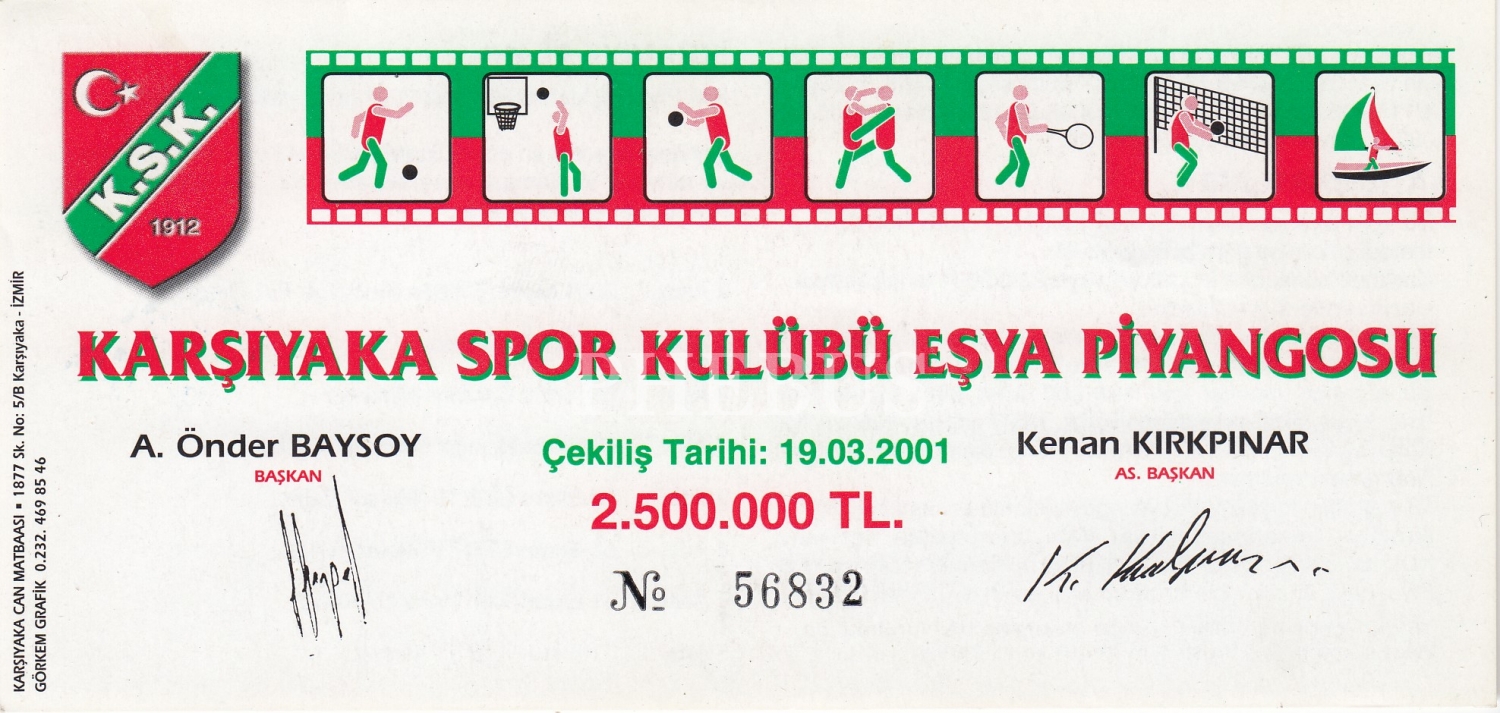 K.S.K.
1912
KARŞIYAKA SPOR KULÜBÜ EŞYA PİYANGOSU
A. Önder BAYSOY
BAŞKAN
Çekiliş Tarihi: 19.03.2001
2.500.000 TL.
№ 56832
Kenan KIRKPINAR
AS. BAŞKAN
KARŞIYAKA CAN MATBAASI ▪ 1877 Sk. No: 5/B Karşıyaka - İZMİR
GÖRKEM GRAFİK 0.232. 469 85 46